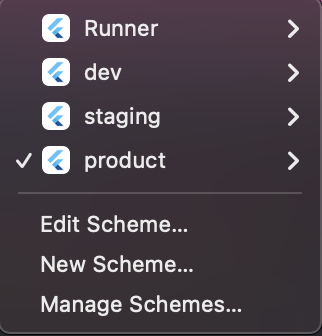 Runner
dev
staging
product
Edit Scheme...
New Scheme...
Manage Schemes...